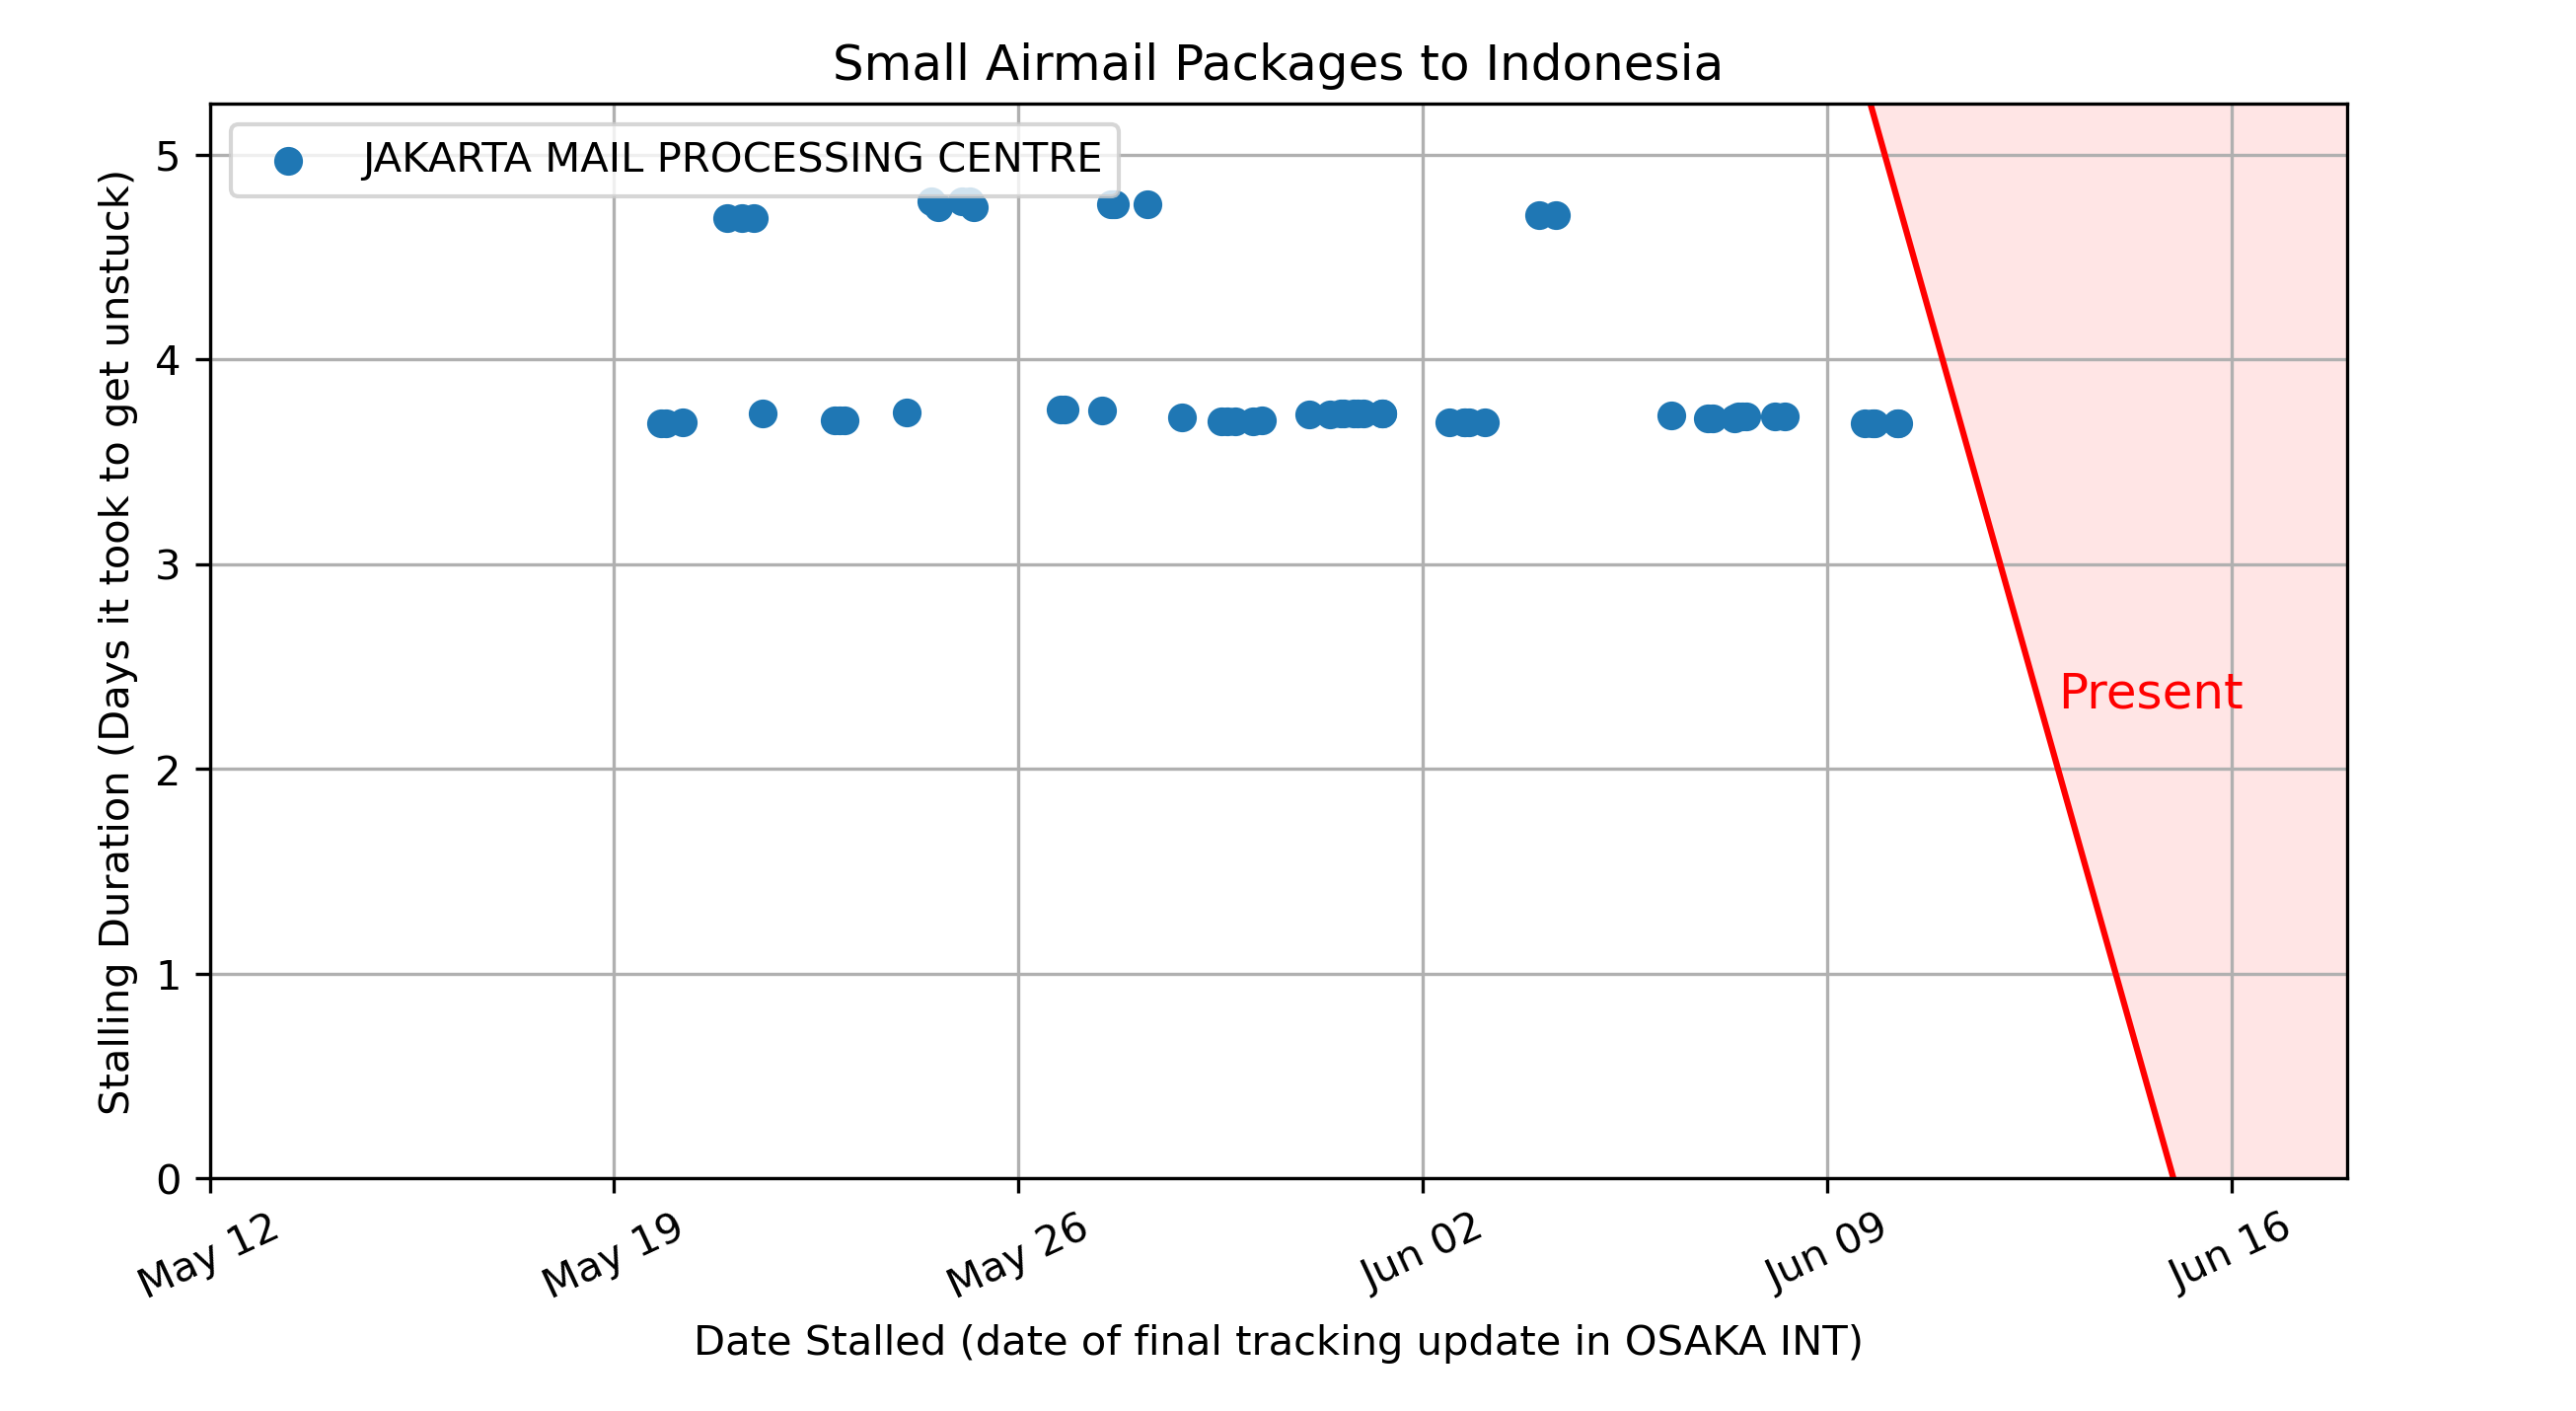 Small Airmail Packages to Indonesia
JAKARTA MAIL PROCESSING CENTRE
Stalling Duration (Days it took to get unstuck)
5
4
3
2
1
0
Present
May 12
May 19
May 26
Jun 02
Jun 09
Jun 16
Date Stalled (date of final tracking update in OSAKA INT)